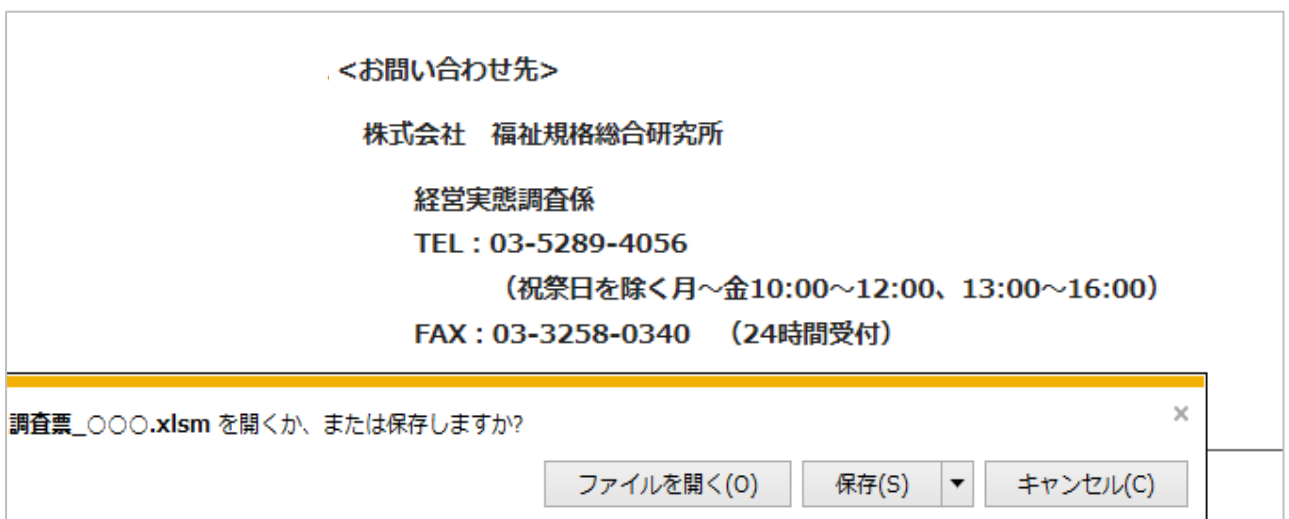 <お問い合わせ先>
株式会社　福祉規格総合研究所
経営実態調査係
TEL：03-5289-4056
（祝祭日を除く月～金10:00～12:00、13:00～16:00）
FAX：03-3258-0340　（24時間受付）
調査票_○○○.xlsm を開くか、または保存しますか?
×
ファイルを開く(O)　保存(S)　▼　キャンセル(C)